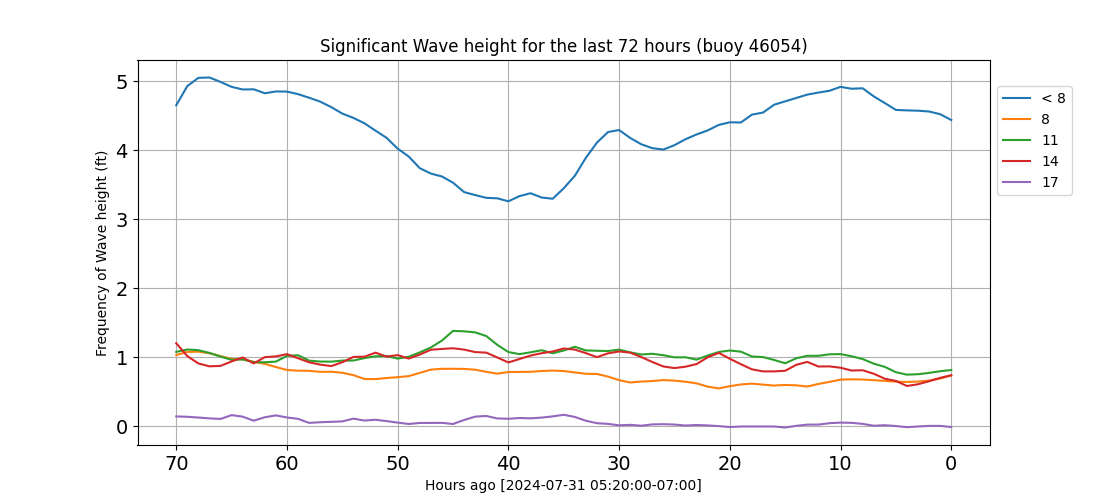 Significant Wave height for the last 72 hours (buoy 46054)
Frequency of Wave height (ft)
5
4
3
2
1
0
70 60 50 40 30 20 10 0
Hours ago [2024-07-31 05:20:00-07:00]
< 8
8
11
14
17